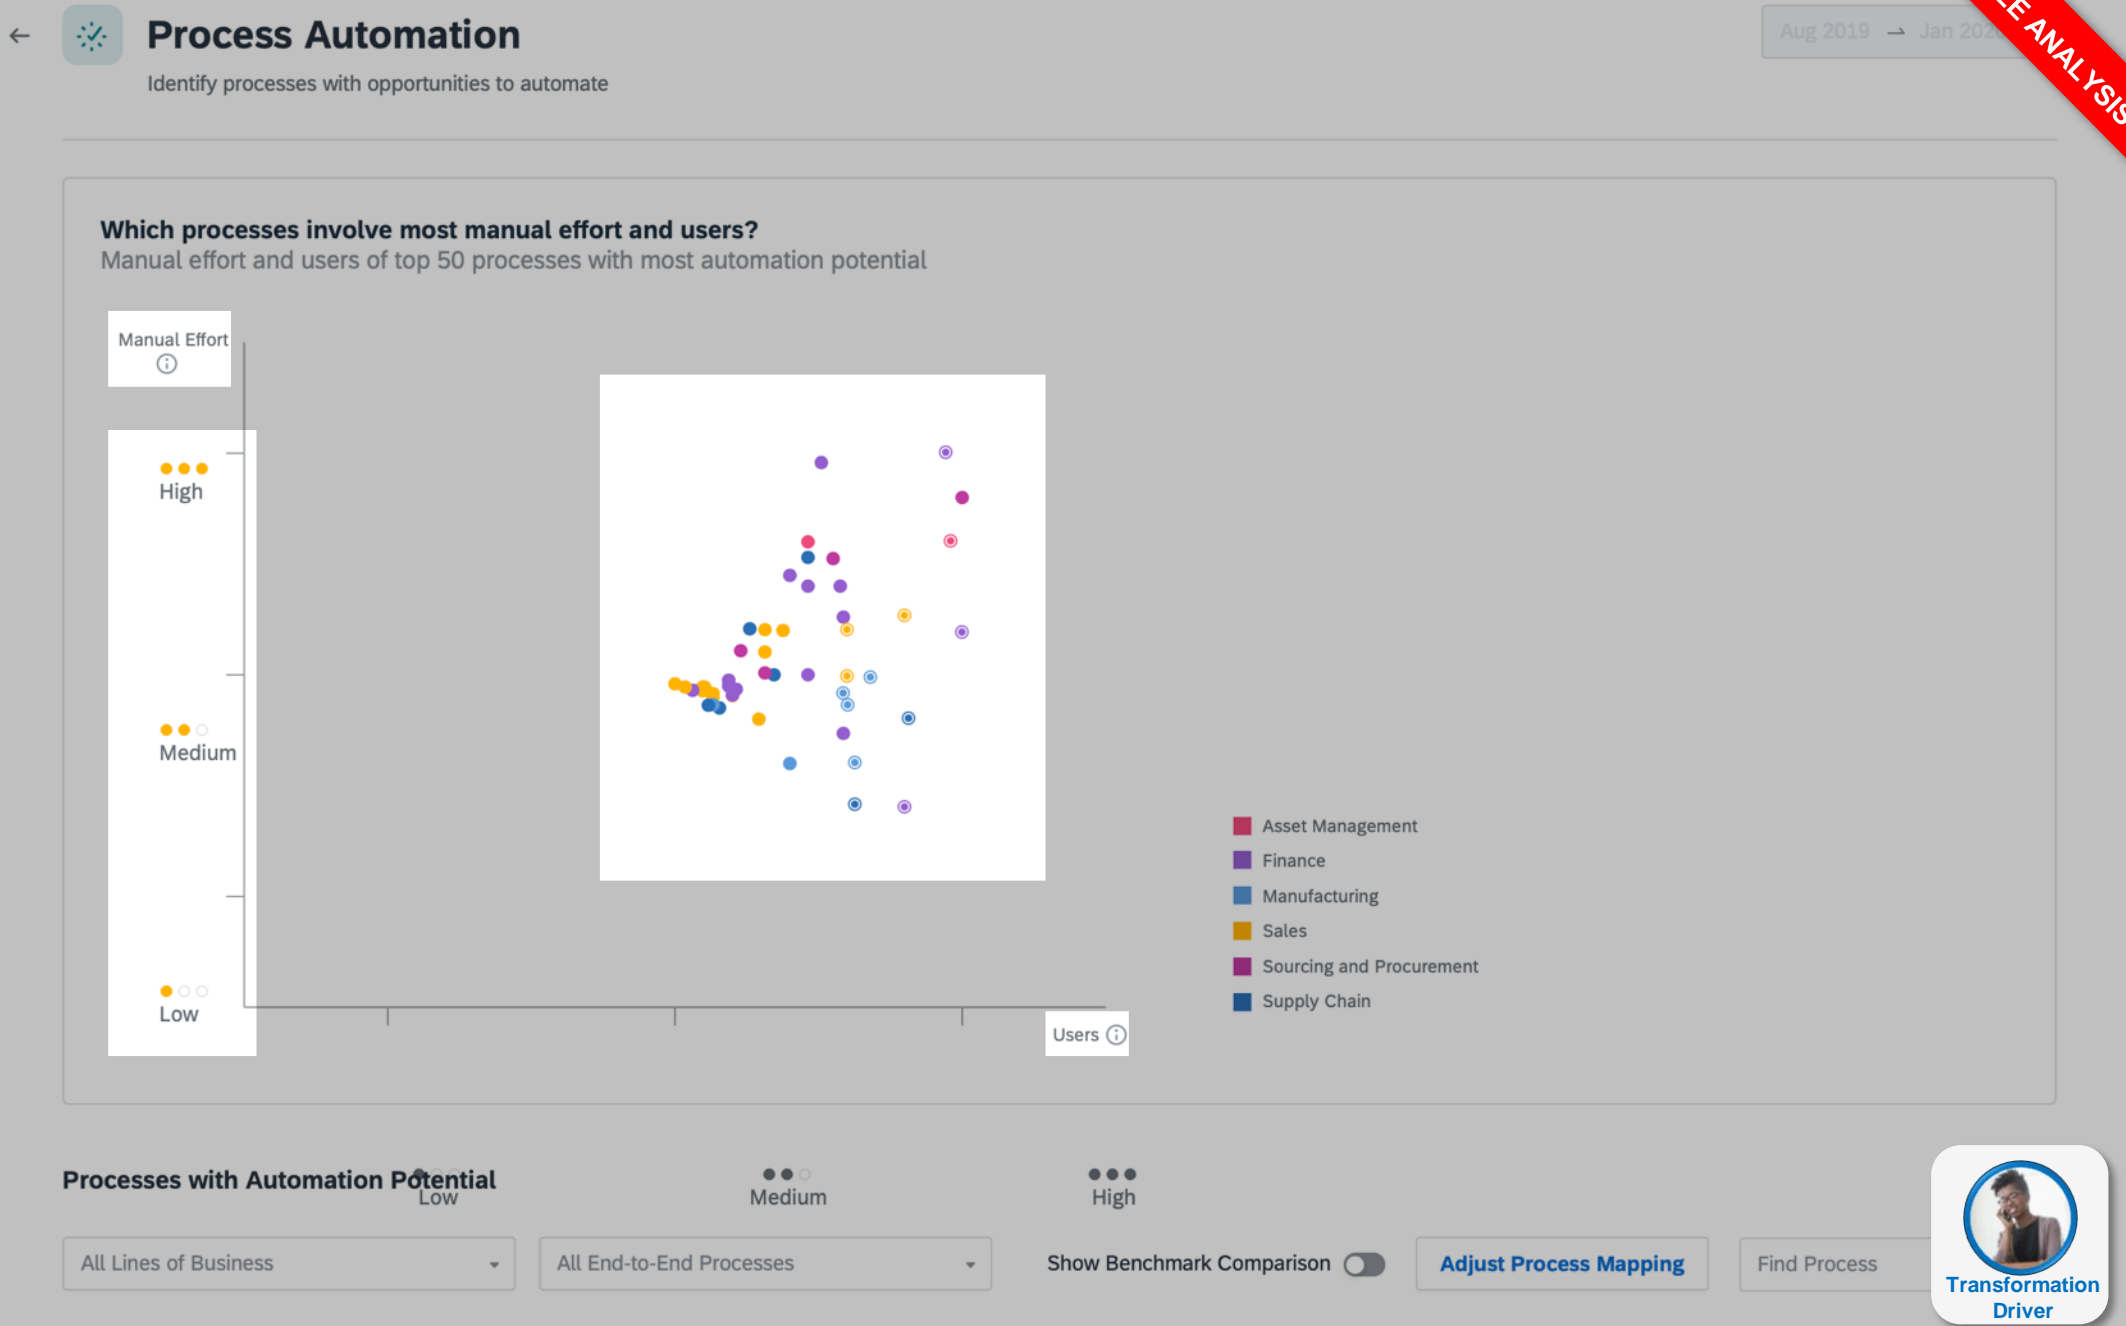 Process Automation
Identify processes with opportunities to automate
Aug 2019 → Jan
ANALYSIS
Which processes involve most manual effort and users?
Manual effort and users of top 50 processes with most automation potential
Manual Effort
High
Medium
Low
Users
Asset Management
Finance
Manufacturing
Sales
Sourcing and Procurement
Supply Chain
Processes with Automation Potential
Low
Medium
High
All Lines of Business
All End-to-End Processes
Show Benchmark Comparison
Adjust Process Mapping
Find Process
Transformation
Driver